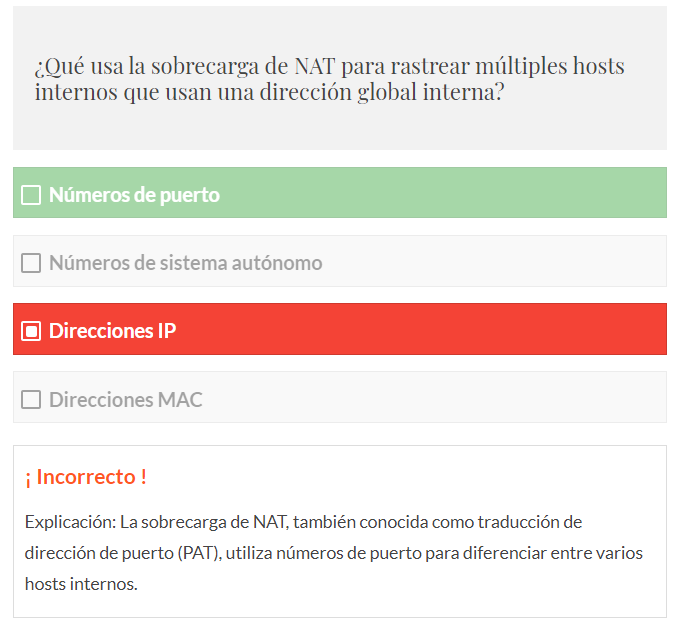 ¿Qué usa la sobrecarga de NAT para rastrear múltiples hosts
internos que usan una dirección global interna?
Números de puerto
Números de sistema autónomo
Direcciones IP
Direcciones MAC
¡ Incorrecto !
Explicación: La sobrecarga de NAT, también conocida como traducción de
dirección de puerto (PAT), utiliza números de puerto para diferenciar entre varios
hosts internos.